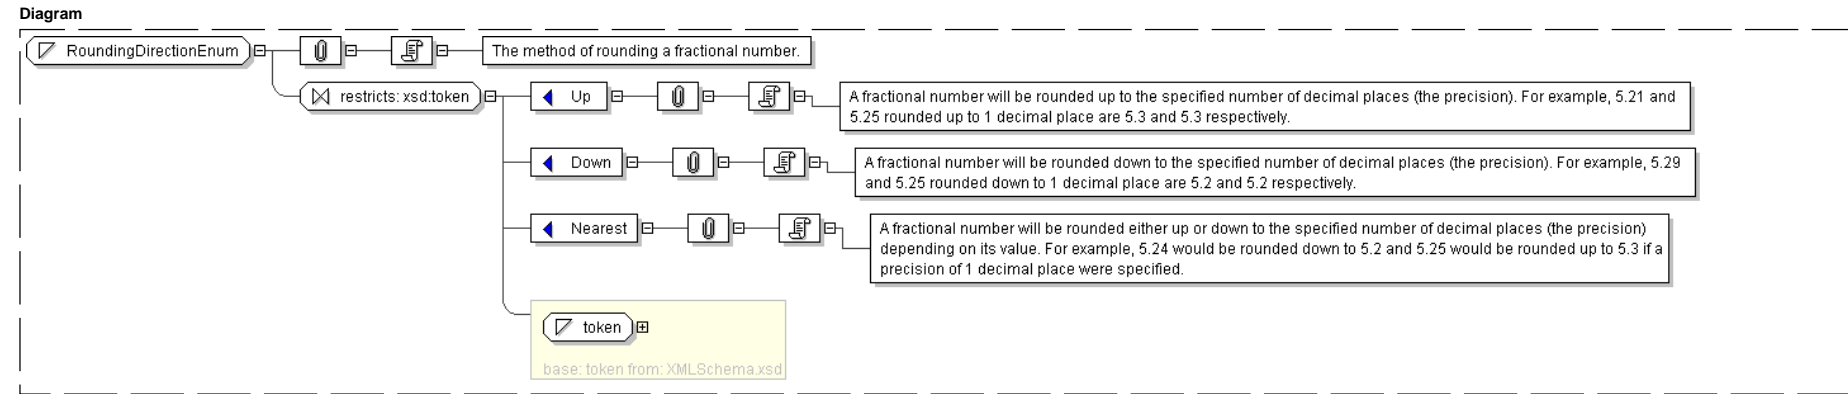 Diagram
RoundingDirectionEnum
The method of rounding a fractional number.
restricts: xsd:token
Up
A fractional number will be rounded up to the specified number of decimal places (the precision). For example, 5.21 and
5.25 rounded up to 1 decimal place are 5.3 and 5.3 respectively.
Down
A fractional number will be rounded down to the specified number of decimal places (the precision). For example, 5.29
and 5.25 rounded down to 1 decimal place are 5.2 and 5.2 respectively.
Nearest
A fractional number will be rounded either up or down to the specified number of decimal places (the precision)
depending on its value. For example, 5.24 would be rounded down to 5.2 and 5.25 would be rounded up to 5.3 if a
precision of 1 decimal place were specified.
token
base: token from: XMLSchema.xsd